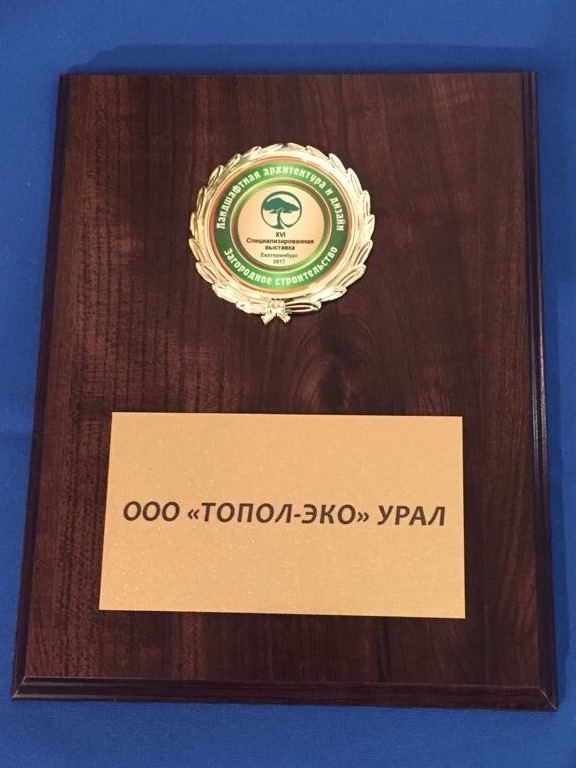 Ландшафтная архитектура и дизайн
XVI
Специализированная
выставка
Екатеринбург
2017
Загородное строительство
ООО «ТОПОЛ-ЭКО» УРАЛ